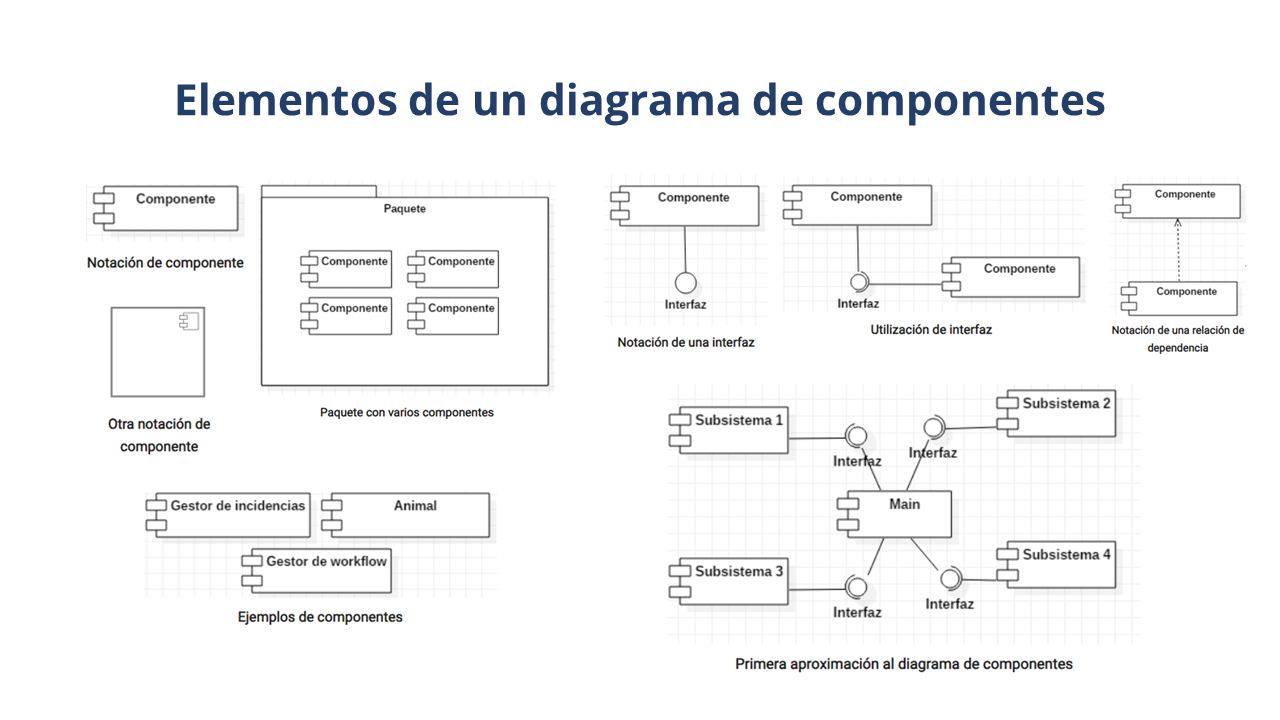 Elementos de un diagrama de componentes
Componente
Notación de componente
Otra notación de
componente
Paquete
Componente
Componente
Componente
Componente
Paquete con varios componentes
Gestor de incidencias
Animal
Gestor de workflow
Ejemplos de componentes
Componente
Interfaz
Notación de una interfaz
Componente
Componente
Interfaz
Utilización de interfaz
Componente
Componente
Notación de una relación de
dependencia
Subsistema 1
Subsistema 2
Interfaz
Interfaz
Main
Subsistema 3
Subsistema 4
Interfaz
Interfaz
Primera aproximación al diagrama de componentes